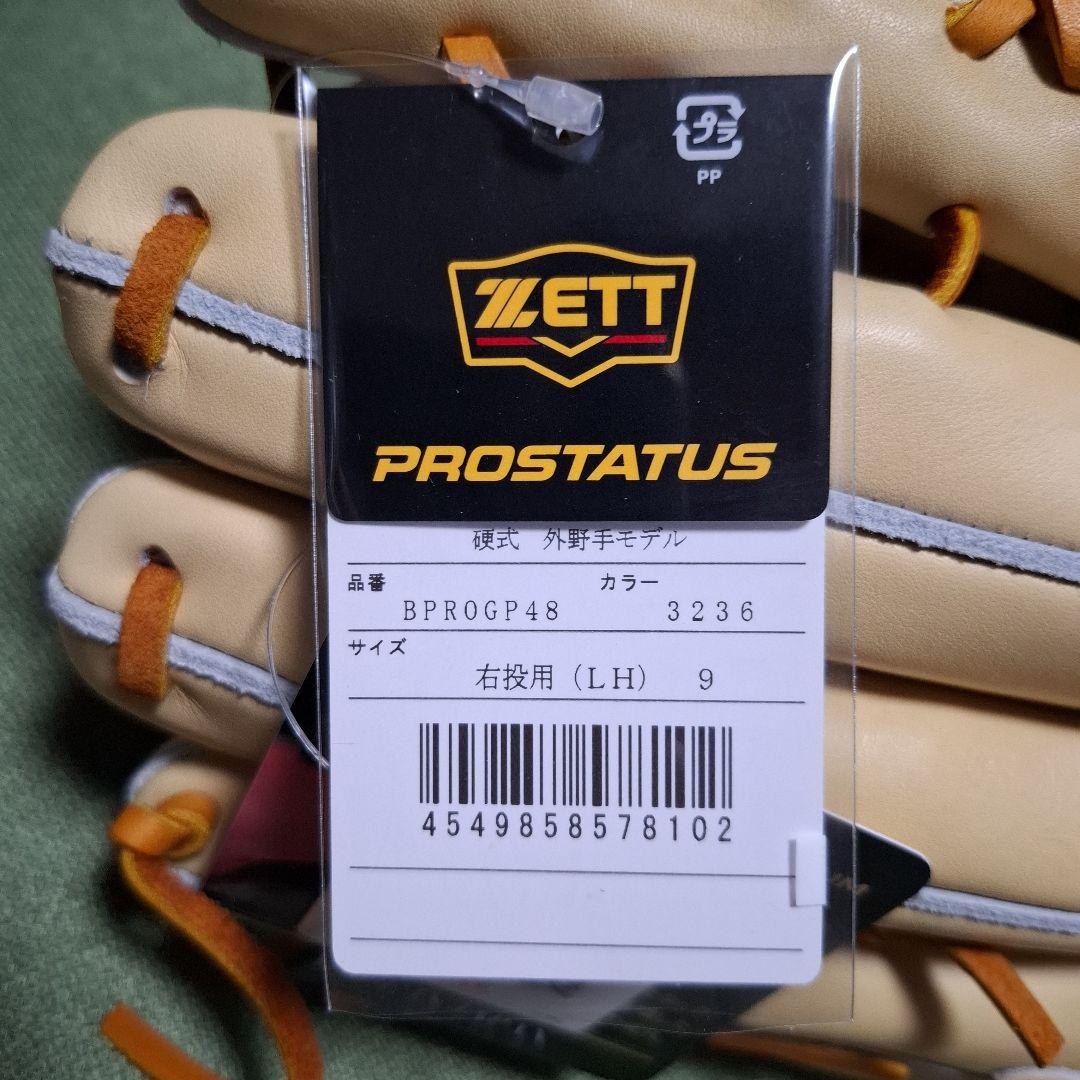 プラ
PP
ZETT
PROSTATUS
硬式 外野手モデル
品番 カラー
BPROGP48 3236
サイズ
右投用(LH) 9
4549858578102
UM